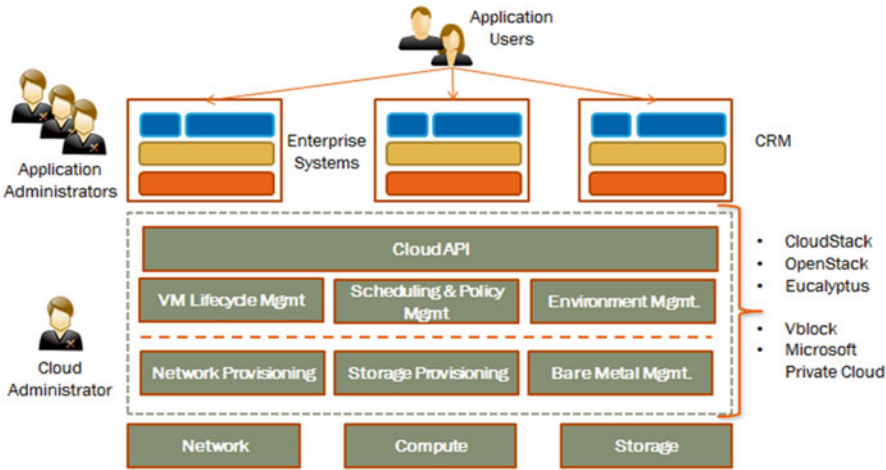 Application
Users
Application
Administrators
Enterprise
Systems
CRM
Cloud API
VM Lifecycle Mgmt
Scheduling & Policy
Mgmt
Environment Mgmt.
Network Provisioning
Storage Provisioning
Bare Metal Mgmt.
Cloud
Administrator
• CloudStack
• OpenStack
• Eucalyptus
• Vblock
• Microsoft
Private Cloud
Network
Compute
Storage